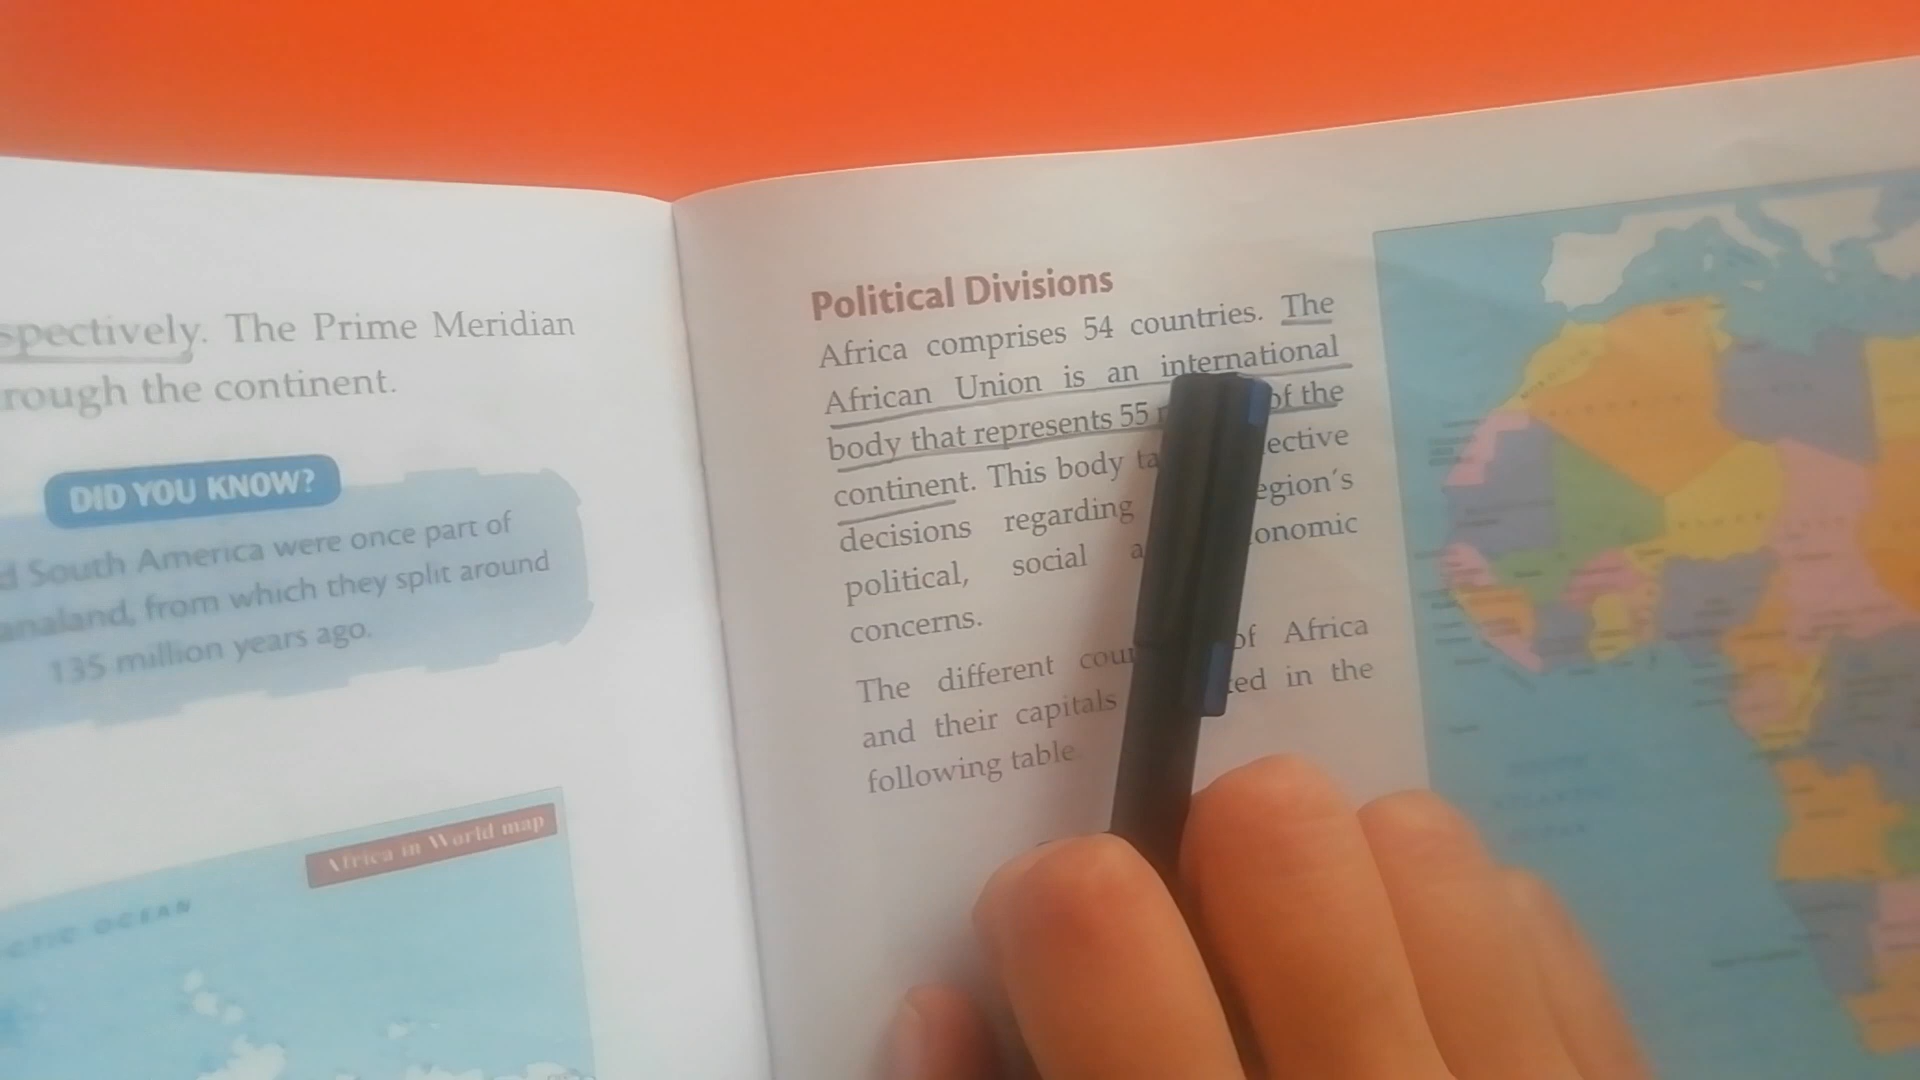 spectively. The Prime Meridian
rough the continent.
DID YOU KNOW?
d South America were once part of
analand, from which they split around
135 million years ago.
Africa in World map
CTIC OCEAN
Political Divisions
Africa comprises 54 countries. The
African Union is an international
body that represents 55 of the
continent. This body ta ective
decisions regarding egion's
political, social a onomic
concerns.
The different cou of Africa
and their capitals ed in the
following table